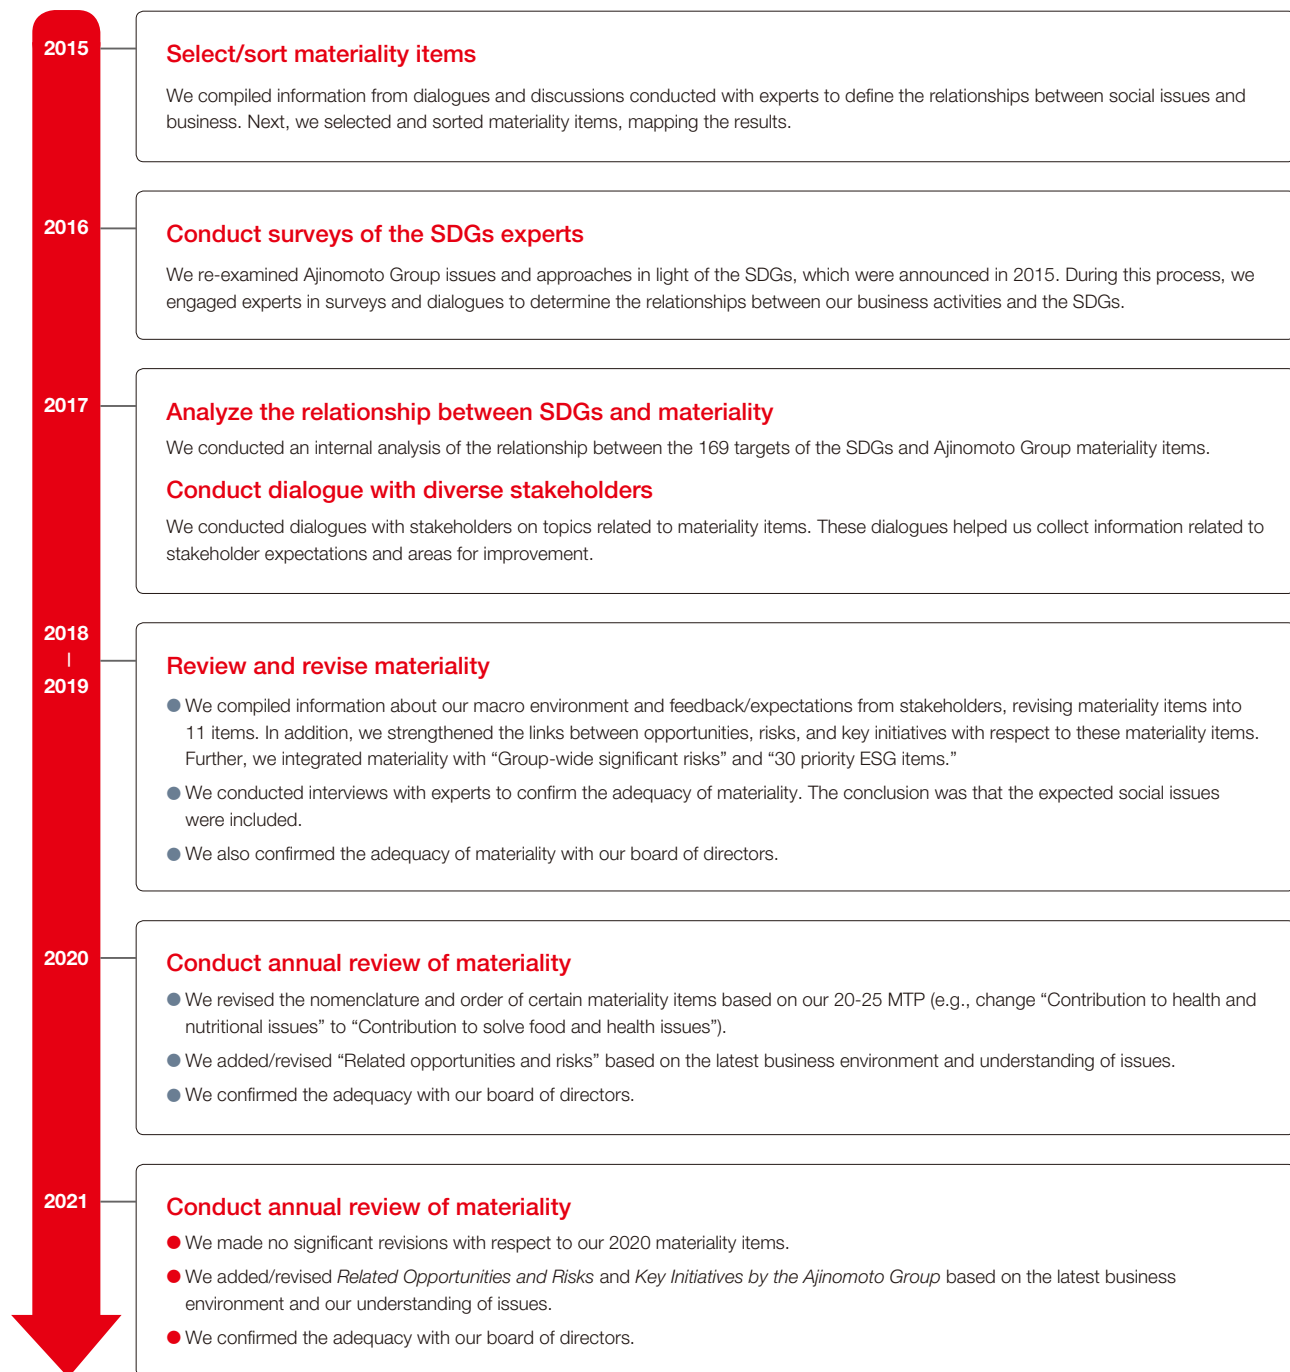 2015
Select/sort materiality items
We compiled information from dialogues and discussions conducted with experts to define the relationships between social issues and
business. Next, we selected and sorted materiality items, mapping the results.
2016
Conduct surveys of the SDGs experts
We re-examined Ajinomoto Group issues and approaches in light of the SDGs, which were announced in 2015. During this process, we
engaged experts in surveys and dialogues to determine the relationships between our business activities and the SDGs.
2017
Analyze the relationship between SDGs and materiality
We conducted an internal analysis of the relationship between the 169 targets of the SDGs and Ajinomoto Group materiality items.
Conduct dialogue with diverse stakeholders
We conducted dialogues with stakeholders on topics related to materiality items. These dialogues helped us collect information related to
stakeholder expectations and areas for improvement.
2018
|
2019
Review and revise materiality
● We compiled information about our macro environment and feedback/expectations from stakeholders, revising materiality items into
11 items. In addition, we strengthened the links between opportunities, risks, and key initiatives with respect to these materiality items.
Further, we integrated materiality with “Group-wide significant risks” and “30 priority ESG items.”
● We conducted interviews with experts to confirm the adequacy of materiality. The conclusion was that the expected social issues
were included.
● We also confirmed the adequacy of materiality with our board of directors.
2020
Conduct annual review of materiality
● We revised the nomenclature and order of certain materiality items based on our 20-25 MTP (e.g., change “Contribution to health and
nutritional issues” to “Contribution to solve food and health issues”).
● We added/revised “Related opportunities and risks” based on the latest business environment and understanding of issues.
● We confirmed the adequacy with our board of directors.
2021
Conduct annual review of materiality
● We made no significant revisions with respect to our 2020 materiality items.
● We added/revised Related Opportunities and Risks and Key Initiatives by the Ajinomoto Group based on the latest business
environment and our understanding of issues.
● We confirmed the adequacy with our board of directors.